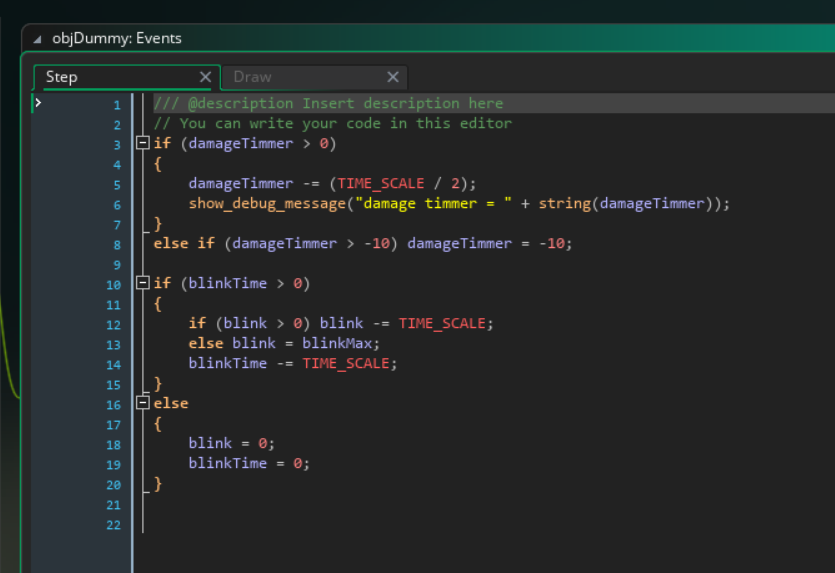 objDummy: Events
Step Draw
1 /// @description Insert description here
2 // You can write your code in this editor
3 if (damageTimmer > 0)
4 {
5 damageTimmer -= (TIME_SCALE / 2);
6 show_debug_message("damage timmer = " + string(damageTimmer));
7 }
8 else if (damageTimmer > -10) damageTimmer = -10;
9
10 if (blinkTime > 0)
11 {
12 if (blink > 0) blink -= TIME_SCALE;
13 else blink = blinkMax;
14 blinkTime -= TIME_SCALE;
15 }
16 else
17 {
18 blink = 0;
19 blinkTime = 0;
20 }
21
22